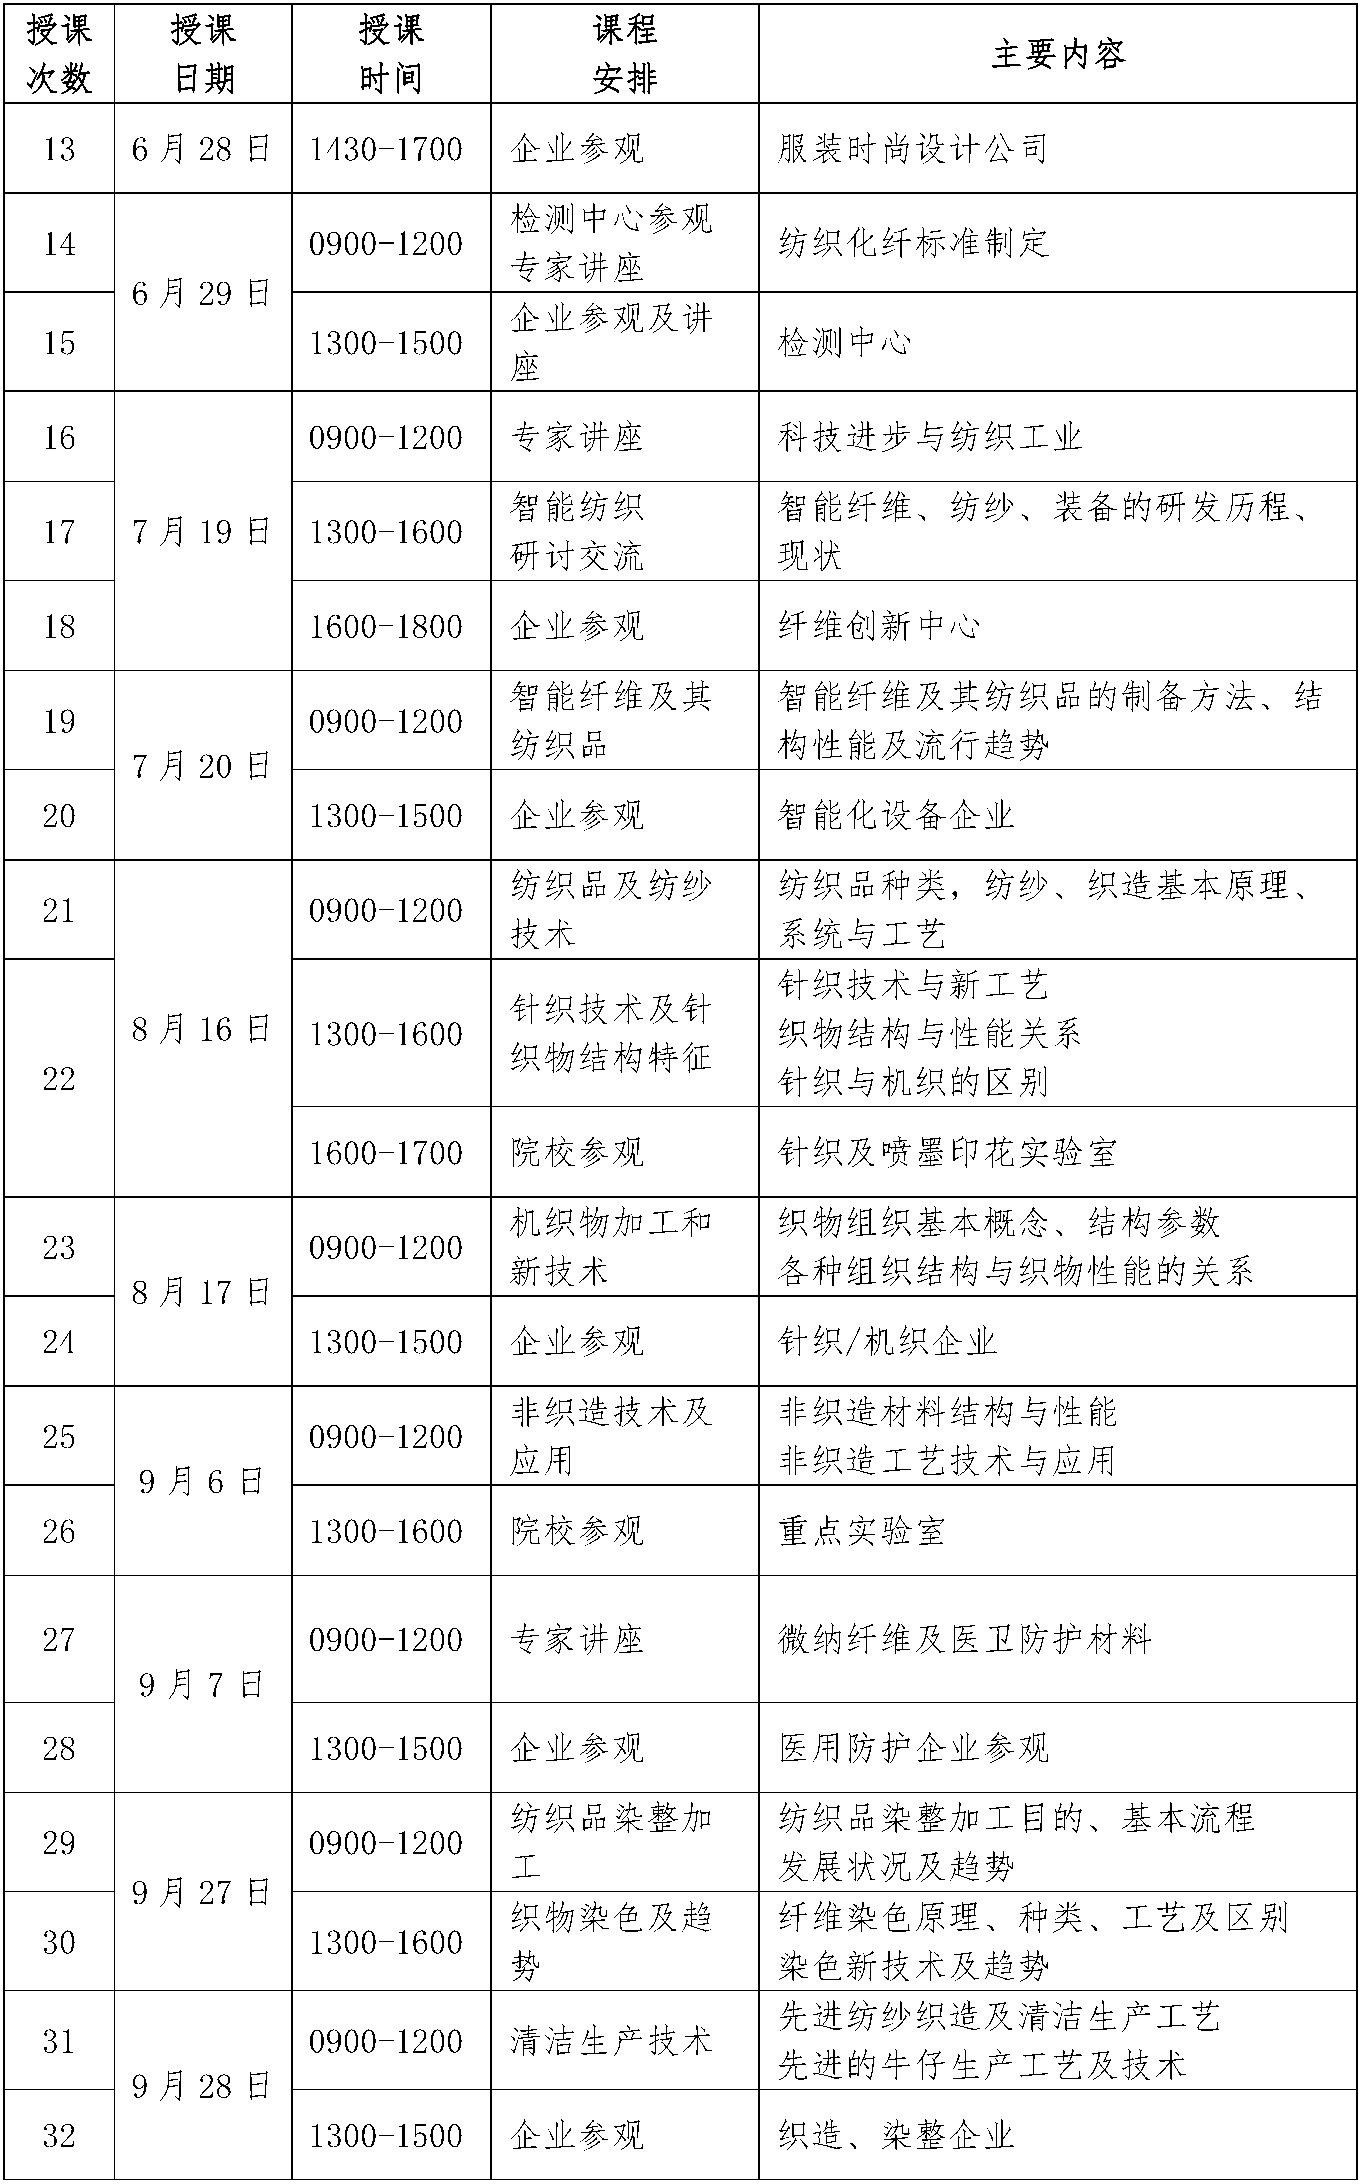 授课 授课 授课 课程 主要内容
次数 日期 时间 安排
13 6月28日 1430-1700 企业参观 服装时尚设计公司
14 6月29日 0900-1200 检测中心参观 纺织化纤标准制定
专家讲座
15 1300-1500 企业参观及讲 检测中心
座
16 7月19日 0900-1200 专家讲座 科技进步与纺织工业
17 1300-1600 智能纺织 智能纤维、纺纱、装备的研发历程、
研讨交流 现状
18 1600-1800 企业参观 纤维创新中心
19 7月20日 0900-1200 智能纤维及其 智能纤维及其纺织品的制备方法、结
纺织品 构性能及流行趋势
20 1300-1500 企业参观 智能化设备企业
21 8月16日 0900-1200 纺织品及纺纱 纺织品种类，纺纱、织造基本原理、
技术 系统与工艺
22 1300-1600 针织技术及针 针织技术与新工艺
织物结构特征 织物结构与性能关系
针织与机织的区别
1600-1700 院校参观 针织及喷墨印花实验室
23 8月17日 0900-1200 机织物加工和 织物组织基本概念、结构参数
新技术 各种组织结构与织物性能的关系
24 1300-1500 企业参观 针织/机织企业
25 9月6日 0900-1200 非织造技术及 非织造材料结构与性能
应用 非织造工艺技术与应用
26 1300-1600 院校参观 重点实验室
27 9月7日 0900-1200 专家讲座 微纳纤维及医卫防护材料
28 1300-1500 企业参观 医用防护企业参观
29 9月27日 0900-1200 纺织品染整加 纺织品染整加工目的、基本流程
工 发展状况及趋势
30 1300-1600 织物染色及趋 纤维染色原理、种类、工艺及区别
势 染色新技术及趋势
31 9月28日 0900-1200 清洁生产技术 先进纺纱织造及清洁生产工艺
先进的牛仔生产工艺及技术
32 1300-1500 企业参观 织造、染整企业